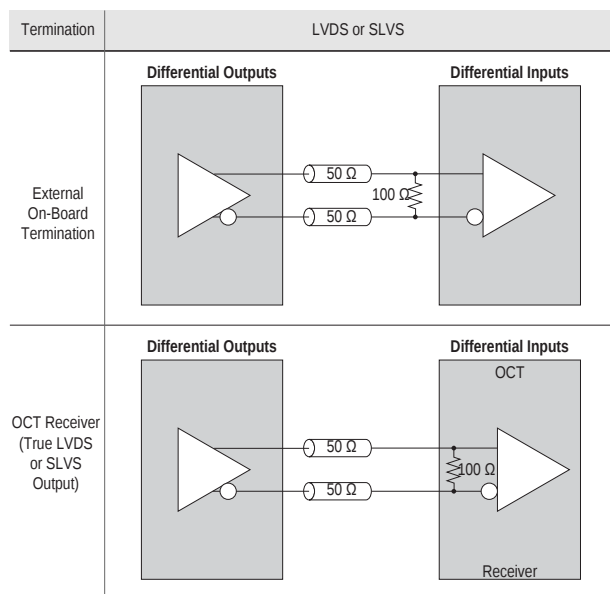 Termination
LVDS or SLVS
Differential Outputs
Differential Inputs
External
On-Board
Termination
50 Ω
100 Ω
50 Ω
Differential Outputs
Differential Inputs
OCT
OCT Receiver
(True LVDS
or SLVS
Output)
50 Ω
100 Ω
50 Ω
Receiver